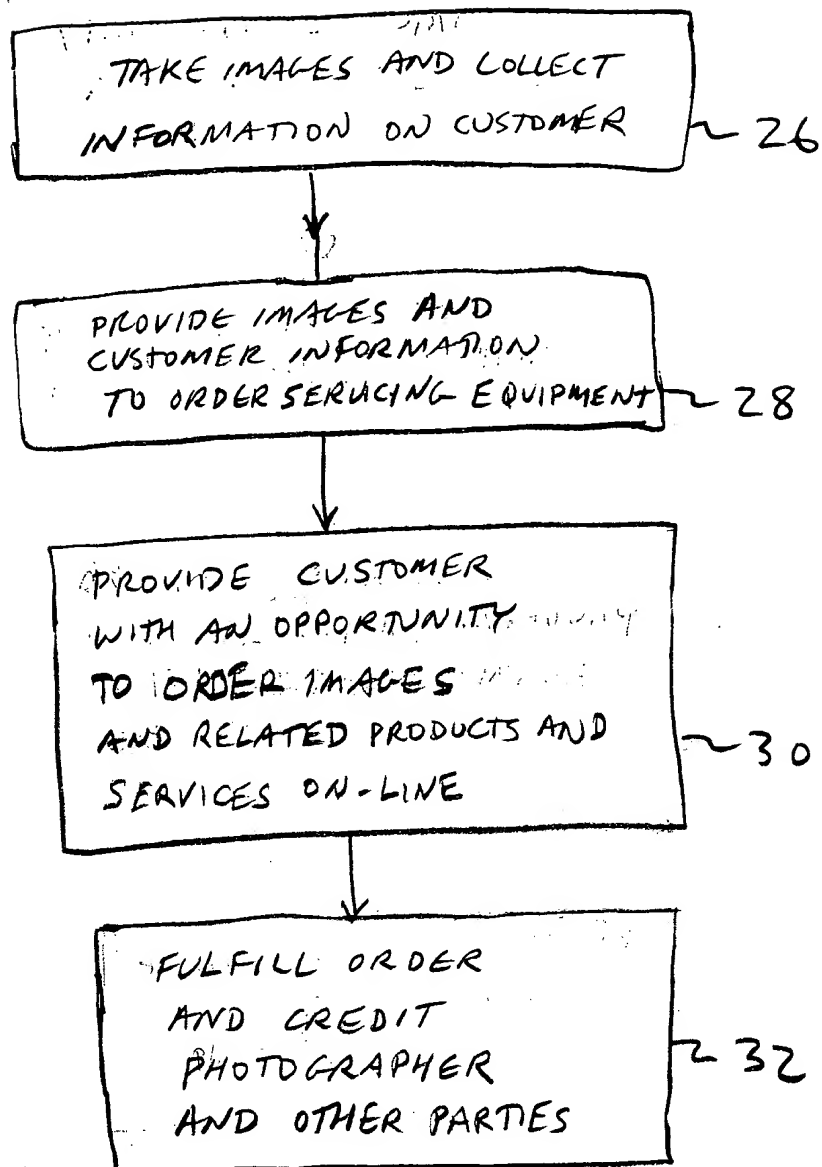 TAKE IMAGES AND COLLECT
INFORMATION ON CUSTOMER
~ 26
PROVIDE IMAGES AND
CUSTOMER INFORMATION
TO ORDER SERVICING EQUIPMENT
~ 28
PROVIDE CUSTOMER
WITH AN OPPORTUNITY
TO ORDER IMAGES
AND RELATED PRODUCTS AND
SERVICES ON-LINE
~ 30
FULFILL ORDER
AND CREDIT
PHOTOGRAPHER
AND OTHER PARTIES
~ 32